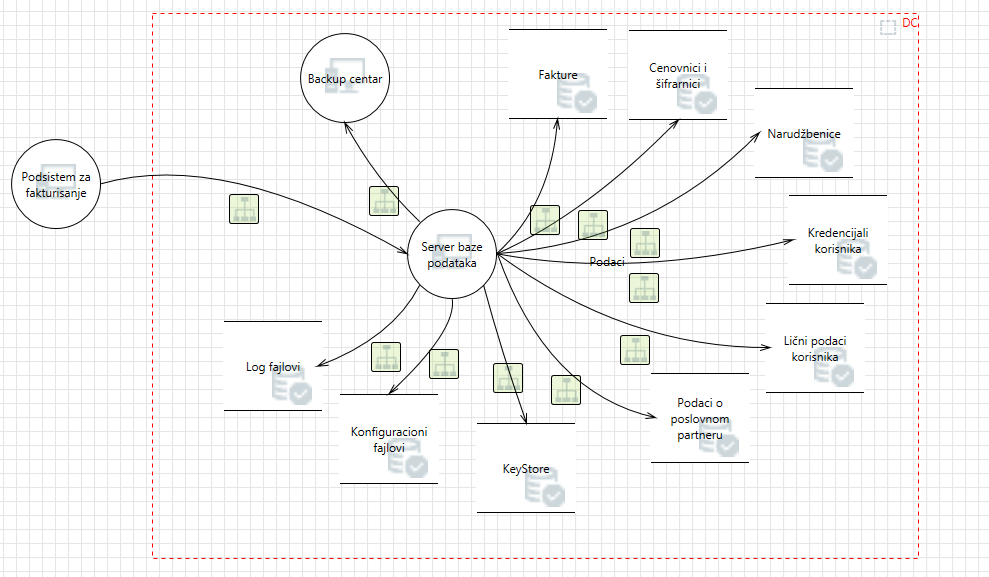 DC
Backup centar
Fakture
Cenovnici i
šifrarnici
Narudžbenice
Podsistem za
fakturisanje
Server baze
podataka
Podaci
Kredencijali
korisnika
Lični podaci
korisnika
Log fajlovi
Konfiguracioni
fajlovi
KeyStore
Podaci o
poslovnom
partneru